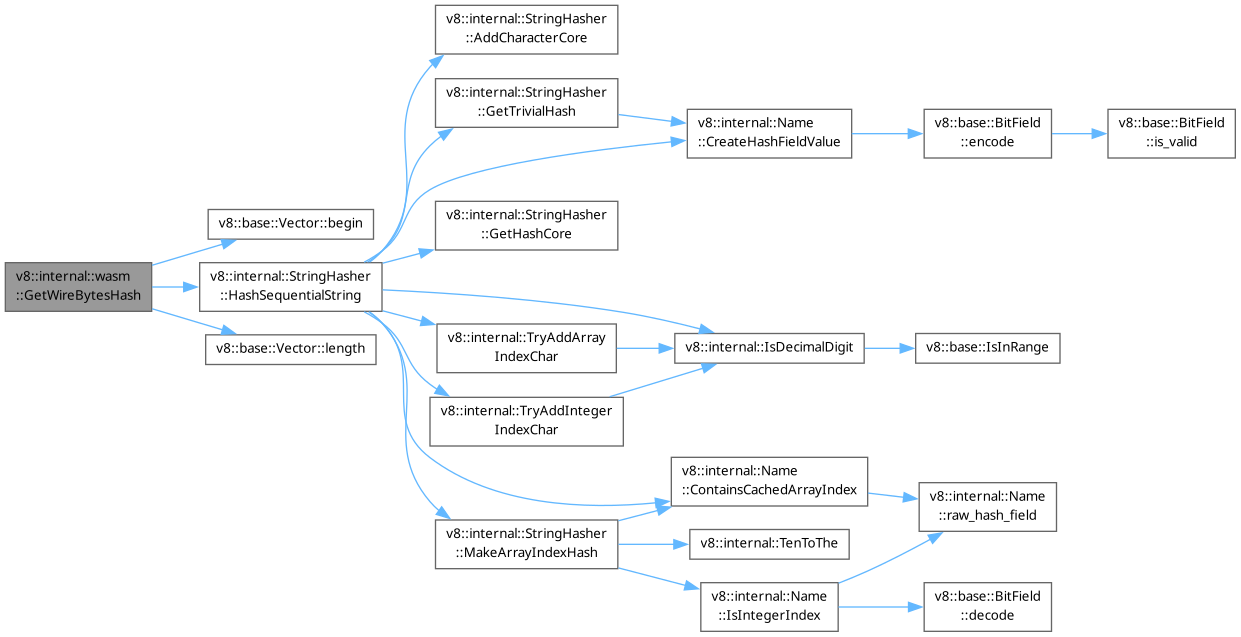 v8::internal::StringHasher
::AddCharacterCore
v8::internal::StringHasher
::GetTrivialHash
v8::internal::Name
::CreateHashFieldValue
v8::base::BitField
::encode
v8::base::BitField
::is_valid
v8::base::Vector::begin
v8::internal::StringHasher
::GetHashCore
v8::internal::wasm
::GetWireBytesHash
v8::internal::StringHasher
::HashSequentialString
v8::base::Vector::length
v8::internal::TryAddArray
IndexChar
v8::internal::IsDecimalDigit
v8::base::IsInRange
v8::internal::TryAddInteger
IndexChar
v8::internal::Name
::ContainsCachedArrayIndex
v8::internal::Name
::raw_hash_field
v8::internal::StringHasher
::MakeArrayIndexHash
v8::internal::TenToThe
v8::internal::Name
::IsIntegerIndex
v8::base::BitField
::decode